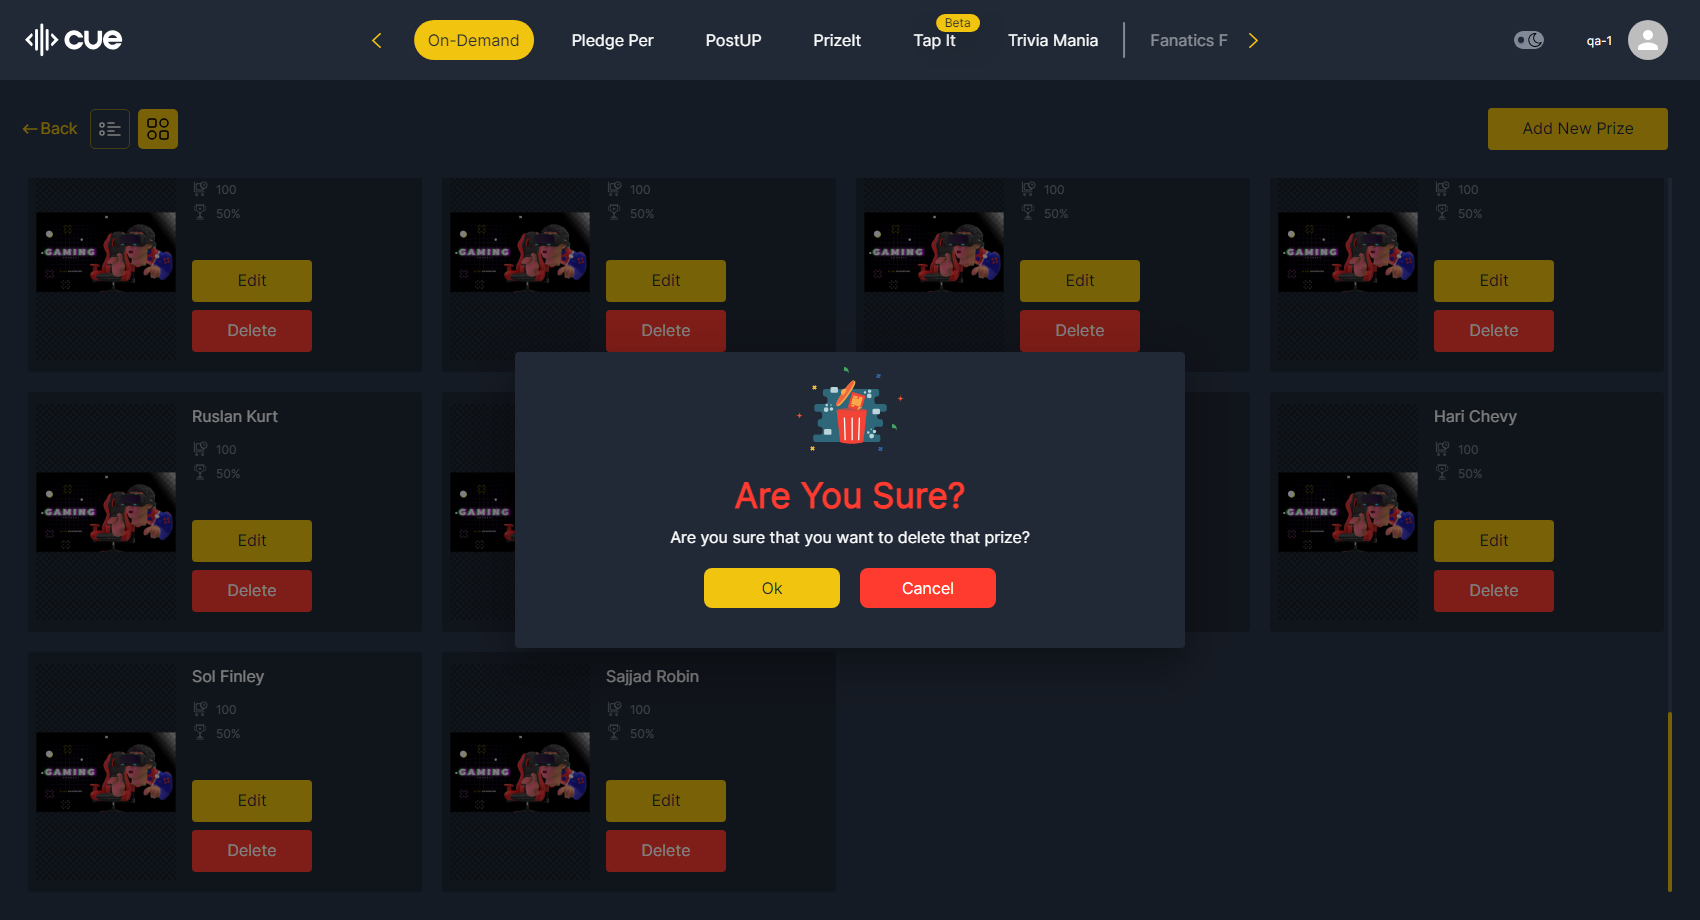 cue
On-Demand
Pledge Per
PostUP
PrizeIt
Beta
Tap It
Trivia Mania
Fanatics F
qa-1
Back
Add New Prize
100
50%
GAMING
Edit
Delete
100
50%
GAMING
Edit
Delete
100
50%
GAMING
Edit
Delete
100
50%
GAMING
Edit
Delete
Are You Sure?
Are you sure that you want to delete that prize?
Ok
Cancel
Ruslan Kurt
100
50%
GAMING
Edit
Delete
GAMING
Hari Chevy
100
50%
GAMING
Edit
Delete
Sol Finley
100
50%
GAMING
Edit
Delete
Sajjad Robin
100
50%
GAMING
Edit
Delete